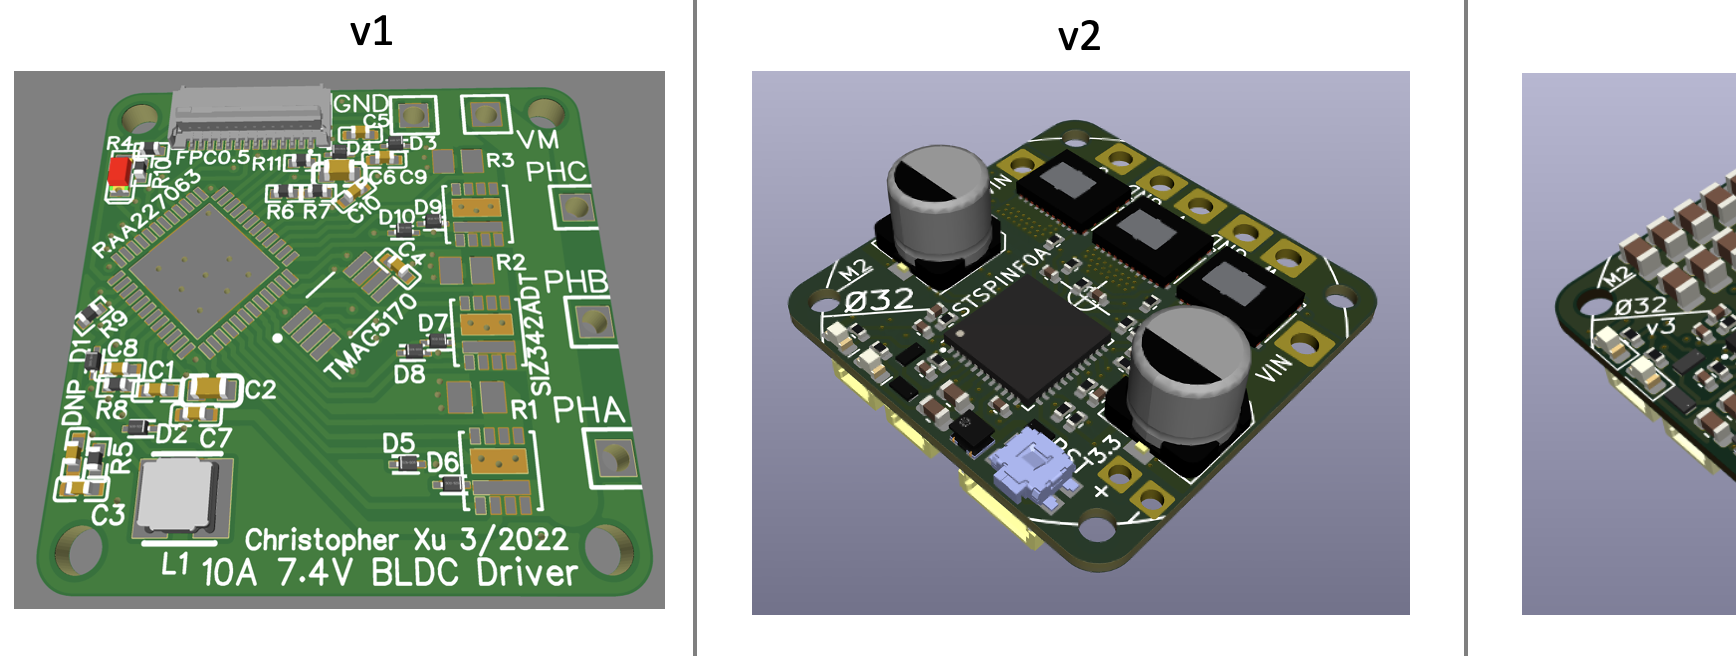 v1
v2
GND
C5
D3
VM
R4
FPC0.5
R11
D4
R3
R10
C6
C9
PHC
PAA227063
R6
R7
C10
D9
D10
C4
R2
PHB
R9
D1
D7
TMAG5170
SIZ342ADT
C8
D8
C1
C2
R8
R1
PHA
DNP
D2
C7
D5
R5
D6
C3
Christopher Xu 3/2022
L1
10A 7.4V BLDC Driver
M2
Ø32
STSPINF0A
VIN
3.3
+
M2
Ø32
v3